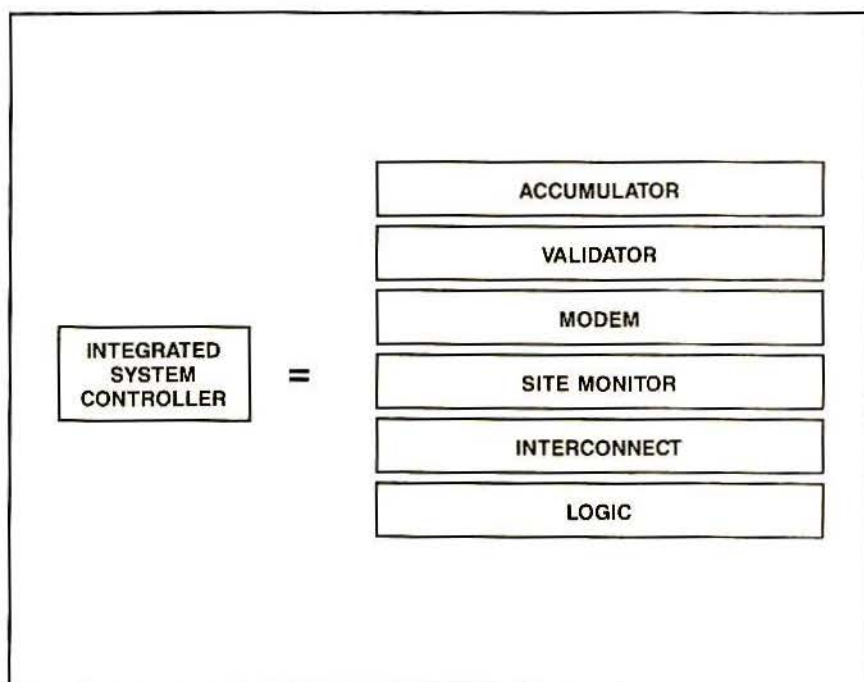 INTEGRATED
SYSTEM
CONTROLLER
=
ACCUMULATOR
VALIDATOR
MODEM
SITE MONITOR
INTERCONNECT
LOGIC